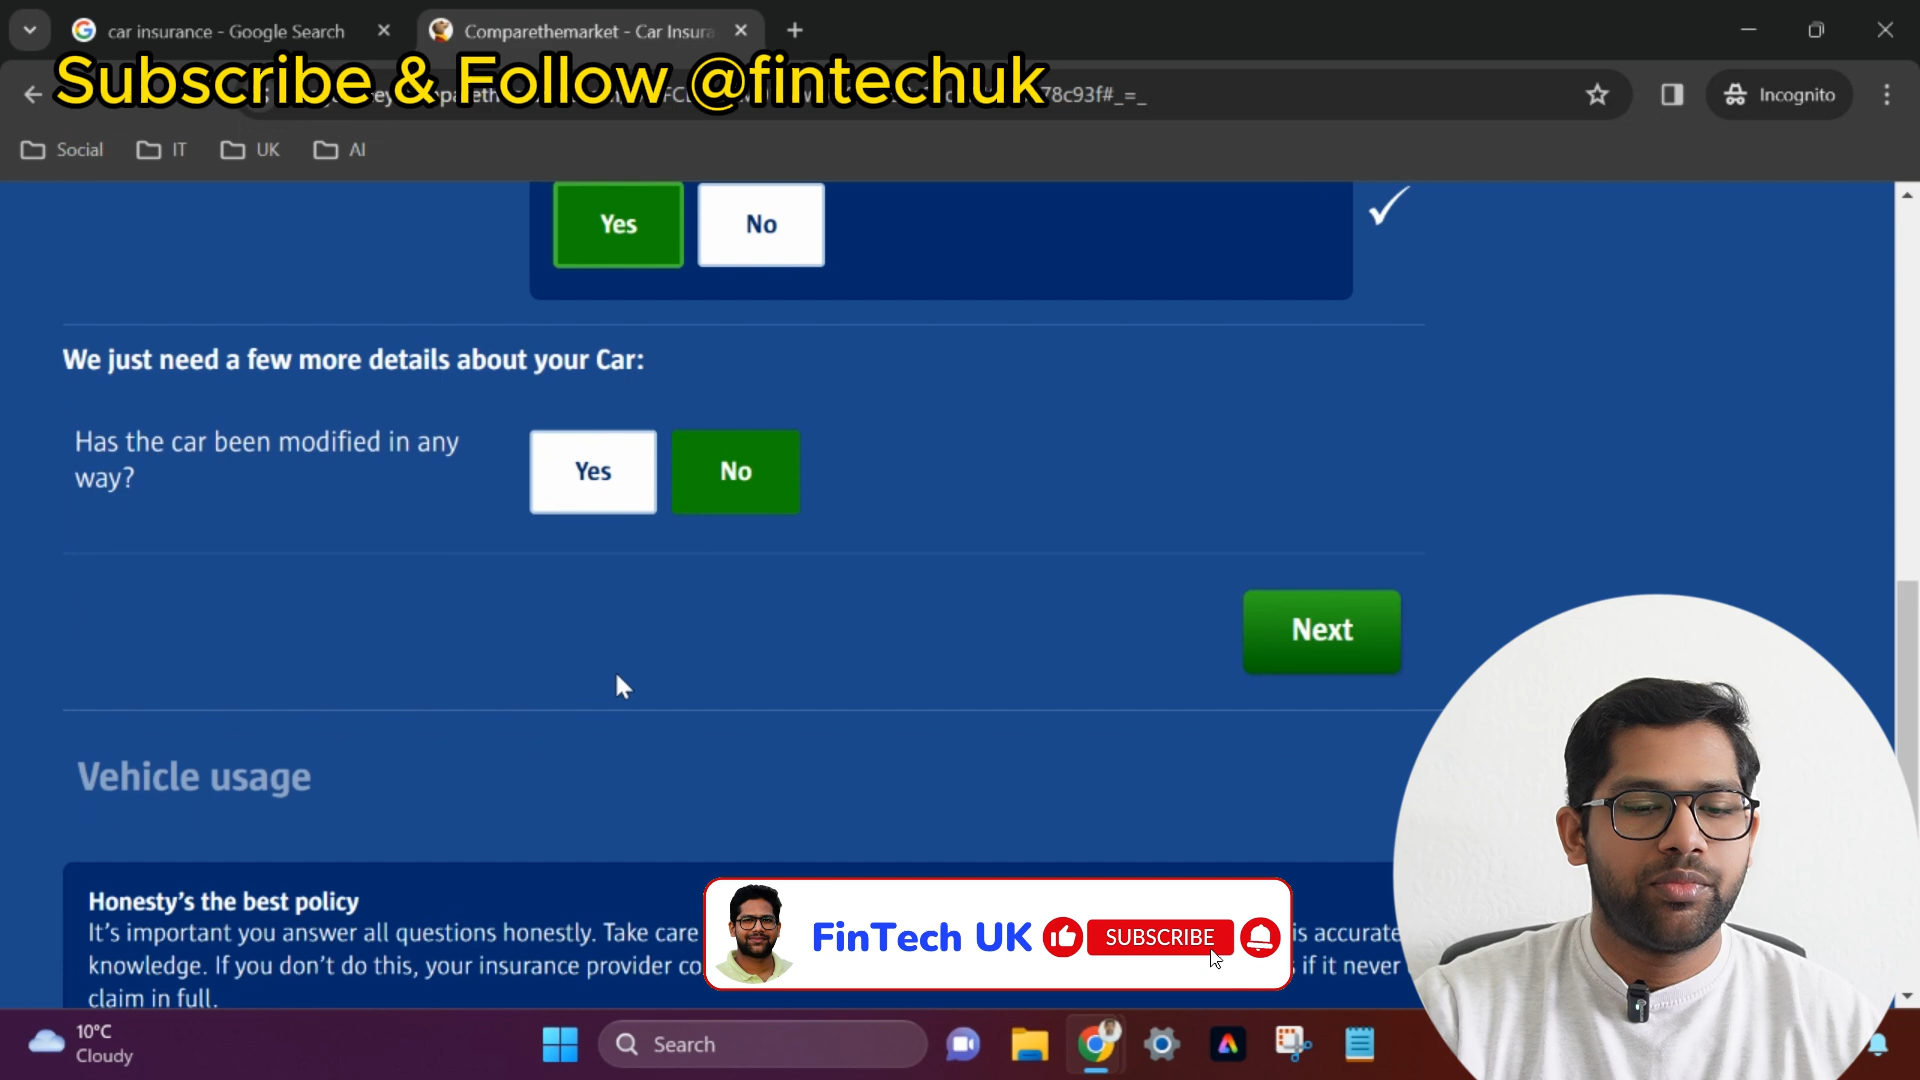 car insurance - Google Search
Comparethemarket - Car Insura
Subscribe & Follow @fintechuk
78c93f#_=_
Incognito
Social
IT
UK
AI
Yes
No
We just need a few more details about your Car:
Has the car been modified in any
way?
Yes
No
Next
Vehicle usage
Honesty's the best policy
It's important you answer all questions honestly. Take care
is accurate
knowledge. If you don't do this, your insurance provider co
if it never
claim in full.
FinTech UK
SUBSCRIBE
10°C
Cloudy
Search